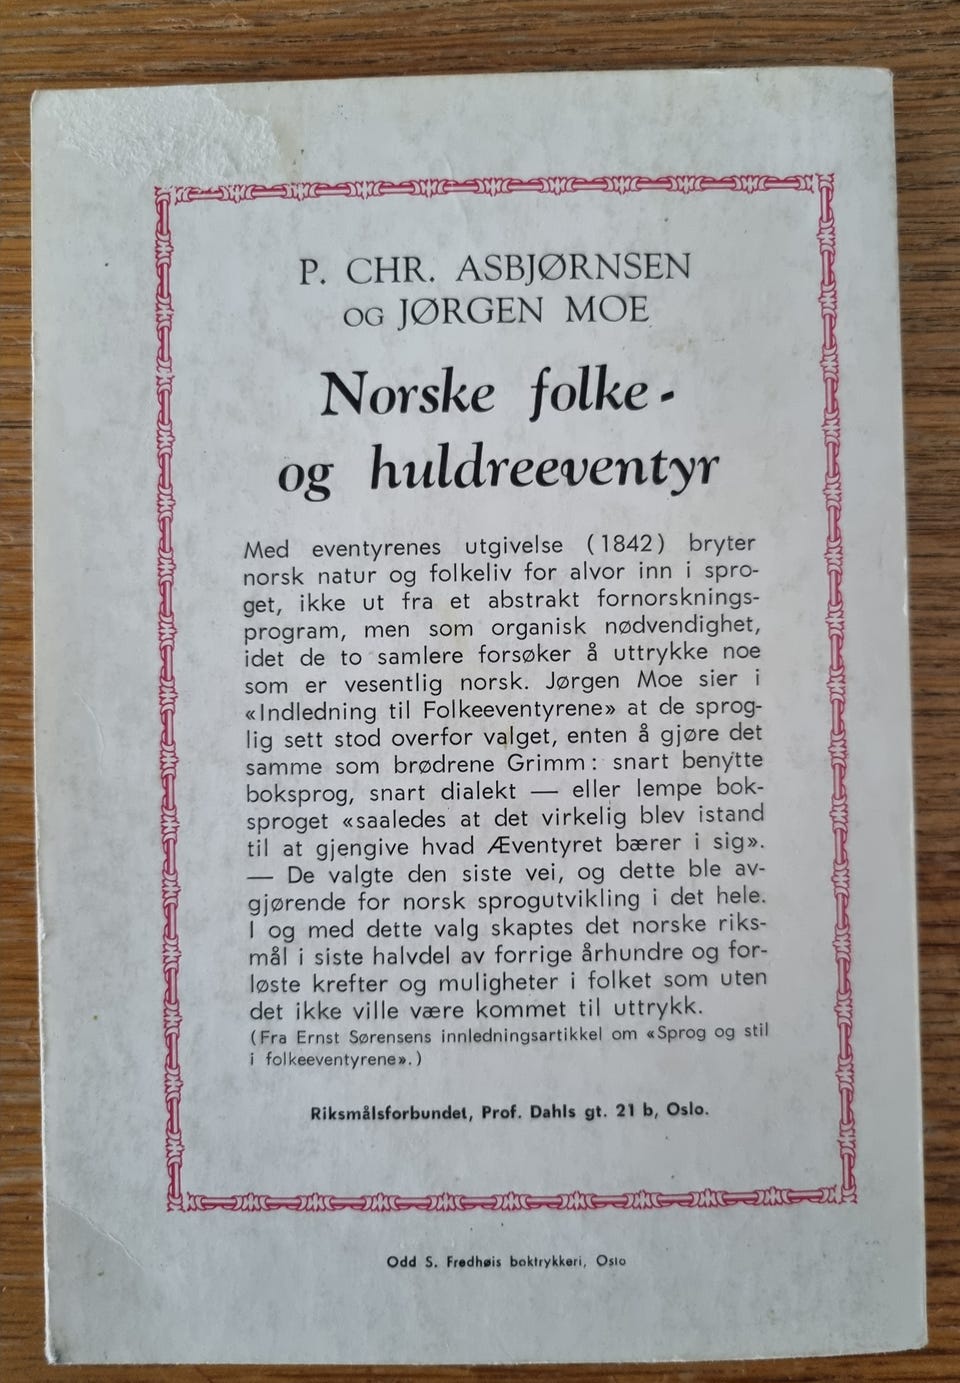 P. CHR. ASBJØRNSEN
OG JØRGEN MOE
Norske folke-
og huldreeventyr
Med eventyrenes utgivelse (1842) bryter
norsk natur og folkeliv for alvor inn i spro-
get, ikke ut fra et abstrakt fornorsknings-
program, men som organisk nødvendighet,
idet de to samlere forsøker å uttrykke noe
som er vesentlig norsk. Jørgen Moe sier i
«Indledning til Folkeeventyrene» at de sprog-
lig sett stod overfor valget, enten å gjøre det
samme som brødrene Grimm: snart benytte
boksprog, snart dialekt — eller lempe bok-
sproget «saaledes at det virkelig blev istand
til at gjengive hvad Æventyret bærer i sig».
— De valgte den siste vei, og dette ble av-
gjørende for norsk sprogutvikling i det hele.
I og med dette valg skaptes det norske riks-
mål i siste halvdel av forrige århundre og for-
løste krefter og muligheter i folket som uten
det ikke ville være kommet til uttrykk.
(Fra Ernst Sørensens innledningsartikkel om «Sprog og stil
i folkeeventyrene».)
Riksmålsforbundet, Prof. Dahls gt. 21 b, Oslo.
Odd S. Fredhøis boktrykkeri, Oslo